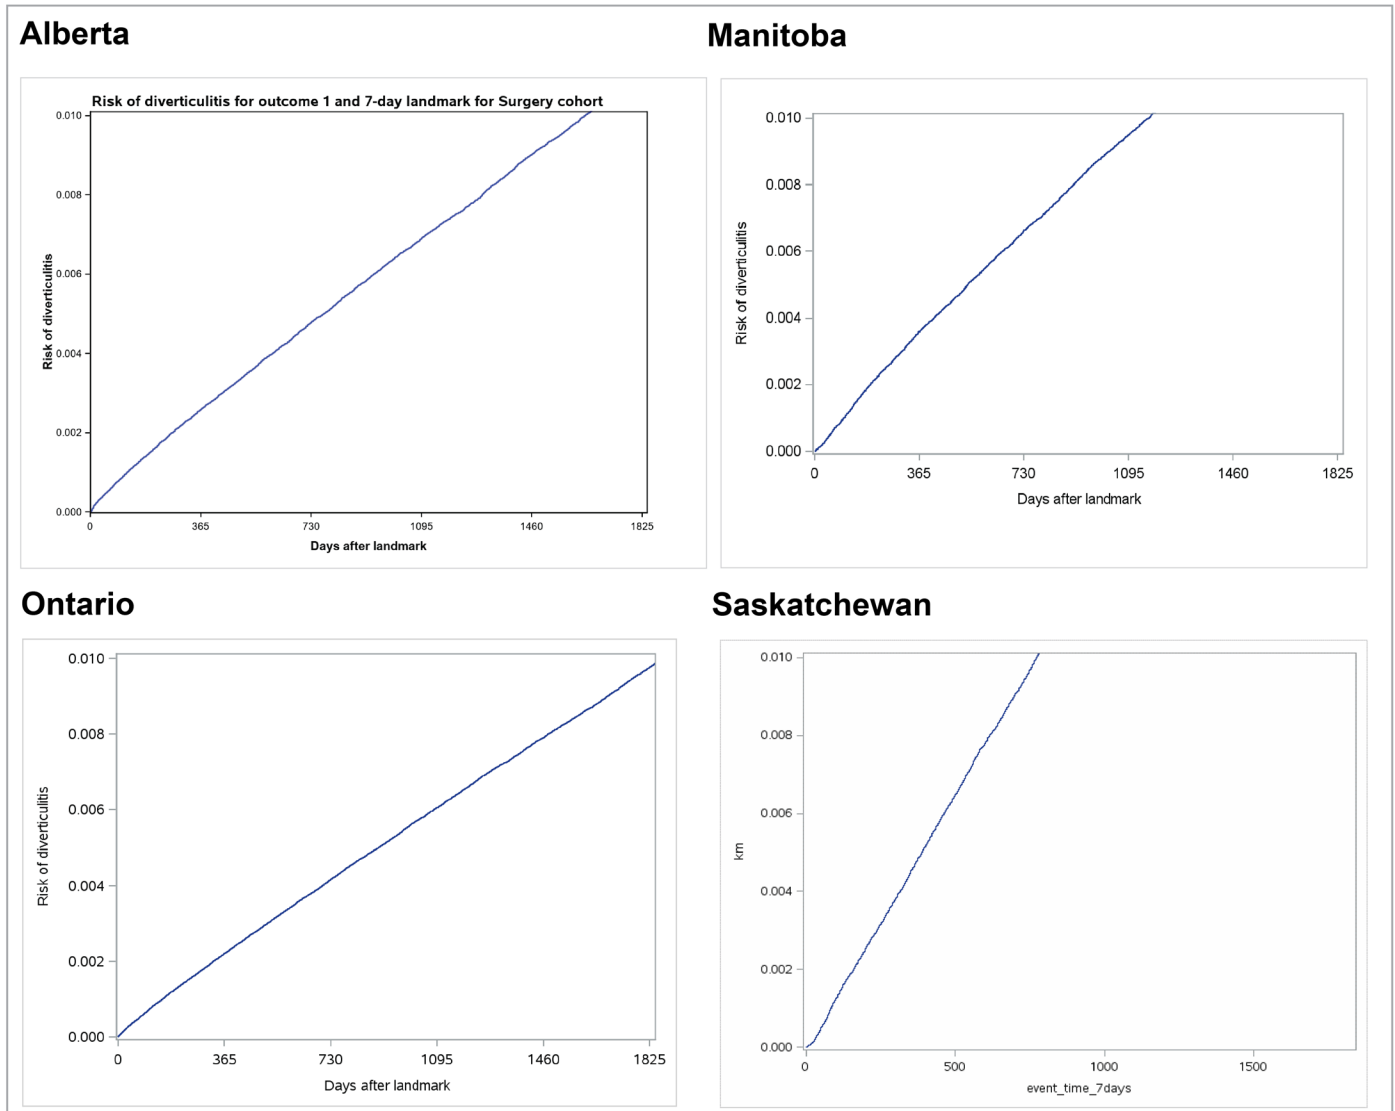 Alberta
Risk of diverticulitis for outcome 1 and 7-day landmark for Surgery cohort
0.010
0.008
0.006
0.004
0.002
0.000
Risk of diverticulitis
0 365 730 1095 1460 1825
Days after landmark
Manitoba
0.010
0.008
0.006
0.004
0.002
0.000
Risk of diverticulitis
0 365 730 1095 1460 1825
Days after landmark
Ontario
0.010
0.008
0.006
0.004
0.002
0.000
Risk of diverticulitis
0 365 730 1095 1460 1825
Days after landmark
Saskatchewan
0.010
0.008
0.006
0.004
0.002
0.000
km
0 500 1000 1500
event_time_7days